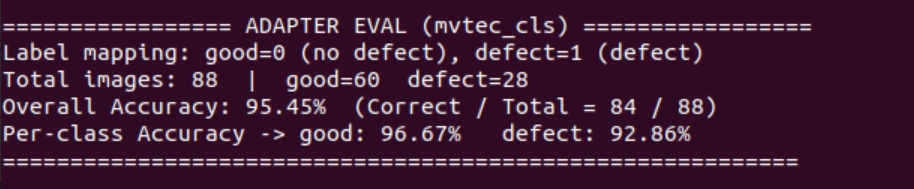 ================= ADAPTER EVAL (mvtec_cls) =================
Label mapping: good=0 (no defect), defect=1 (defect)
Total images: 88  |  good=60  defect=28
Overall Accuracy: 95.45%  (Correct / Total = 84 / 88)
Per-class Accuracy -> good: 96.67%   defect: 92.86%
===========================================================